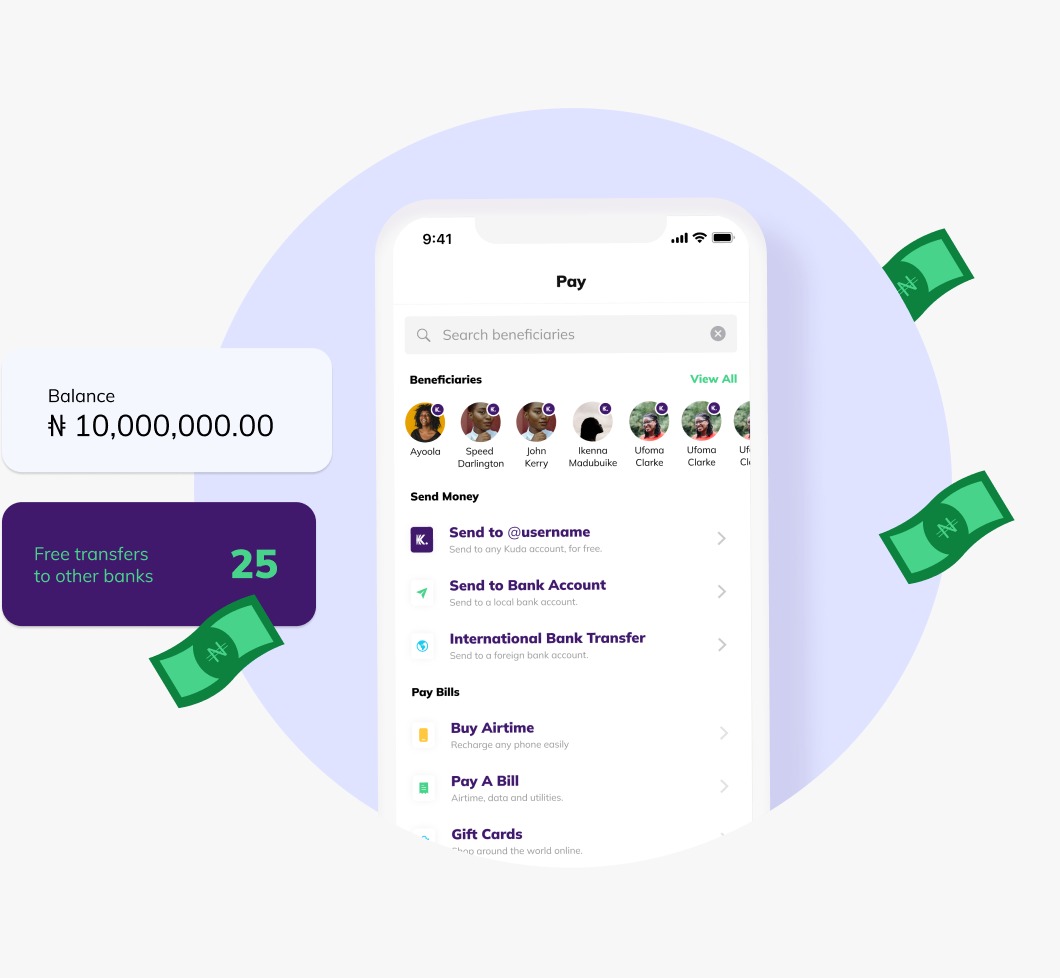 9:41
Pay
Search beneficiaries
Beneficiaries
View All
Ayoola
Speed
Darlington
John
Kerry
Ikenna
Madubuike
Ufoma
Clarke
Ufoma
Clarke
Balance
₦ 10,000,000.00
Free transfers
to other banks
25
Send Money
K.
Send to @username
Send to any Kuda account, for free.
Send to Bank Account
Send to a local bank account.
International Bank Transfer
Send to a foreign bank account.
Pay Bills
Buy Airtime
Recharge any phone easily
Pay A Bill
Airtime, data and utilities.
Gift Cards
Shop around the world online.
₦
₦
₦